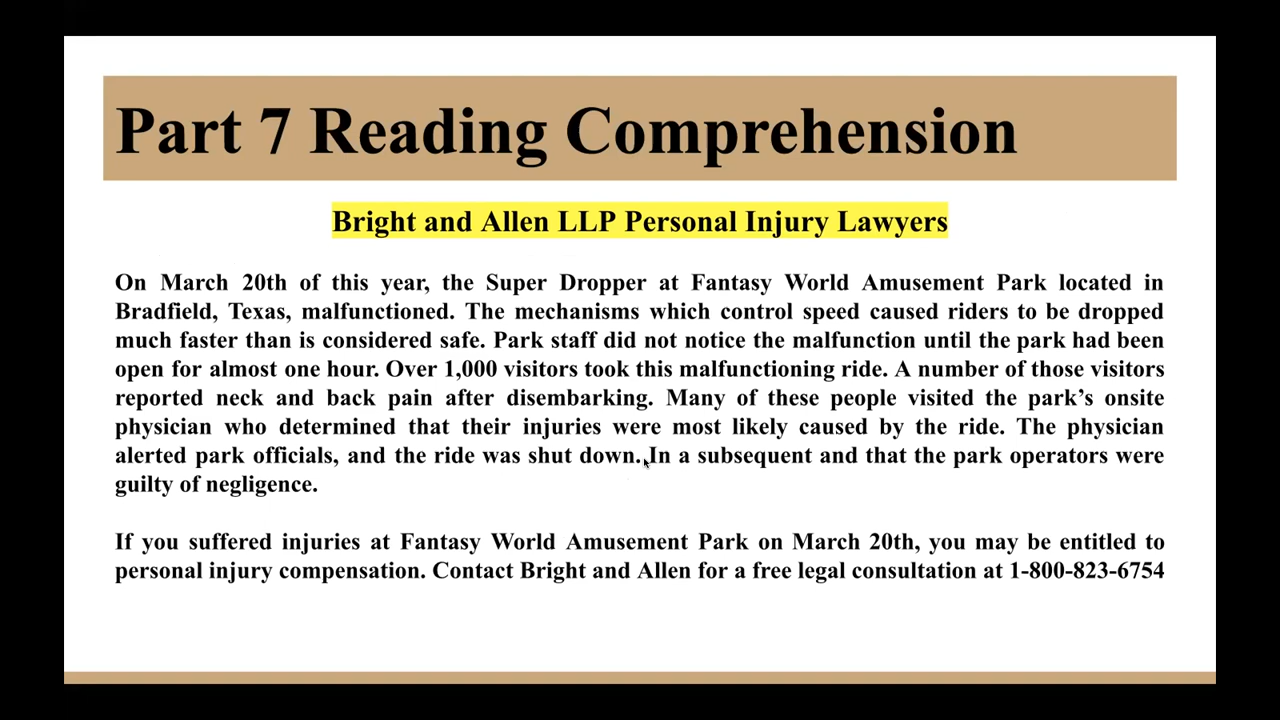 Part 7 Reading Comprehension
Bright and Allen LLP Personal Injury Lawyers
On March 20th of this year, the Super Dropper at Fantasy World Amusement Park located in
Bradfield, Texas, malfunctioned. The mechanisms which control speed caused riders to be dropped
much faster than is considered safe. Park staff did not notice the malfunction until the park had been
open for almost one hour. Over 1,000 visitors took this malfunctioning ride. A number of those visitors
reported neck and back pain after disembarking. Many of these people visited the park’s onsite
physician who determined that their injuries were most likely caused by the ride. The physician
alerted park officials, and the ride was shut down. In a subsequent and that the park operators were
guilty of negligence.
If you suffered injuries at Fantasy World Amusement Park on March 20th, you may be entitled to
personal injury compensation. Contact Bright and Allen for a free legal consultation at 1-800-823-6754